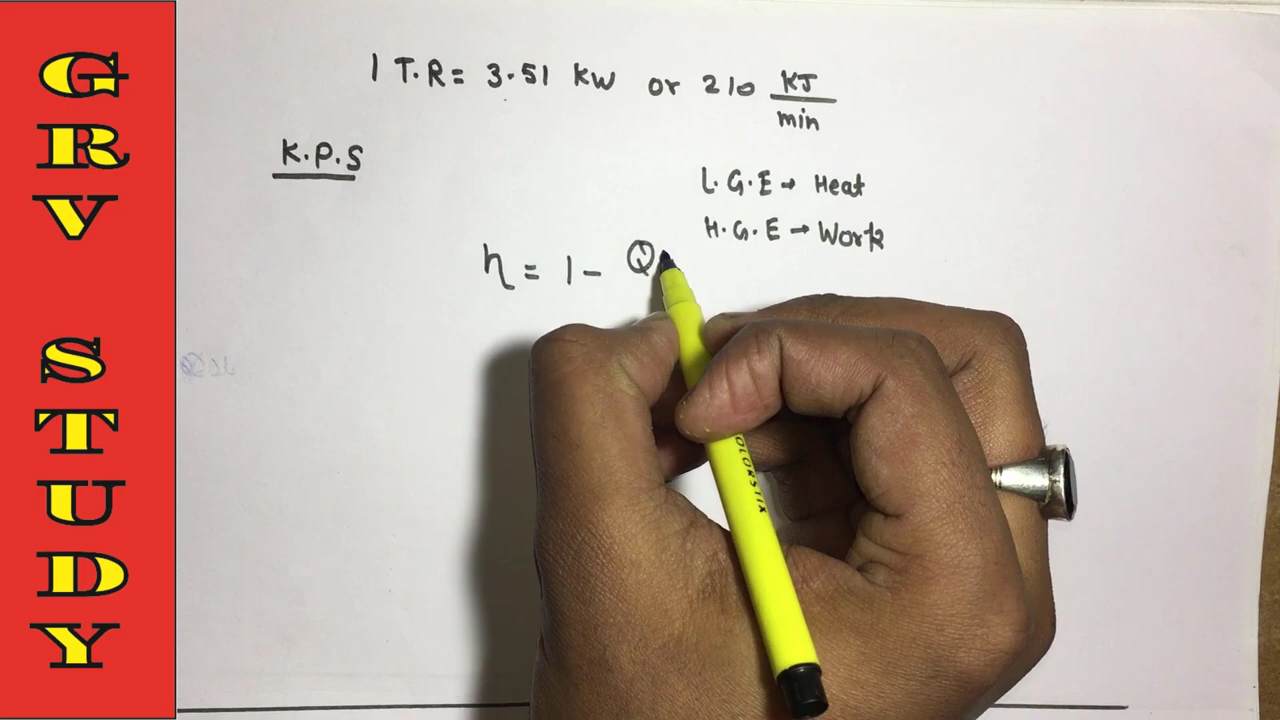 GRV STUDY
1 T.R = 3.51 KW or 210 KJ/min
K.P.S
L.G.E → Heat
H.G.E → Work
η = 1 - Q
COLORSTIX